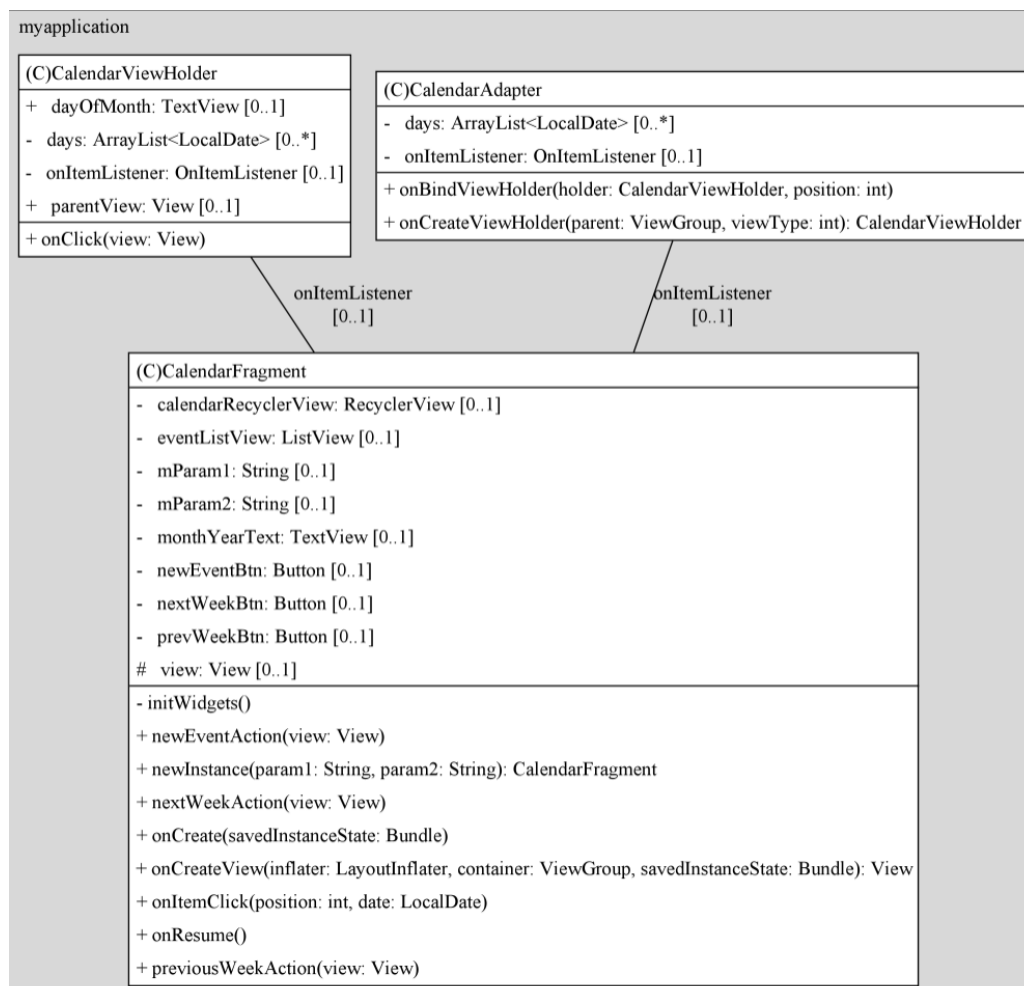 myapplication
(C)CalendarViewHolder
+ dayOfMonth: TextView [0..1]
- days: ArrayList<LocalDate> [0..*]
- onItemListener: OnItemListener [0..1]
+ parentView: View [0..1]
+ onClick(view: View)
(C)CalendarAdapter
- days: ArrayList<LocalDate> [0..*]
- onItemListener: OnItemListener [0..1]
+ onBindViewHolder(holder: CalendarViewHolder, position: int)
+ onCreateViewHolder(parent: ViewGroup, viewType: int): CalendarViewHolder
onItemListener
[0..1]
onItemListener
[0..1]
(C)CalendarFragment
- calendarRecyclerView: RecyclerView [0..1]
- eventListView: ListView [0..1]
- mParam1: String [0..1]
- mParam2: String [0..1]
- monthYearText: TextView [0..1]
- newEventBtn: Button [0..1]
- nextWeekBtn: Button [0..1]
- prevWeekBtn: Button [0..1]
# view: View [0..1]
- initWidgets()
+ newEventAction(view: View)
+ newInstance(param1: String, param2: String): CalendarFragment
+ nextWeekAction(view: View)
+ onCreate(savedInstanceState: Bundle)
+ onCreateView(inflater: LayoutInflater, container: ViewGroup, savedInstanceState: Bundle): View
+ onItemClick(position: int, date: LocalDate)
+ onResume()
+ previousWeekAction(view: View)